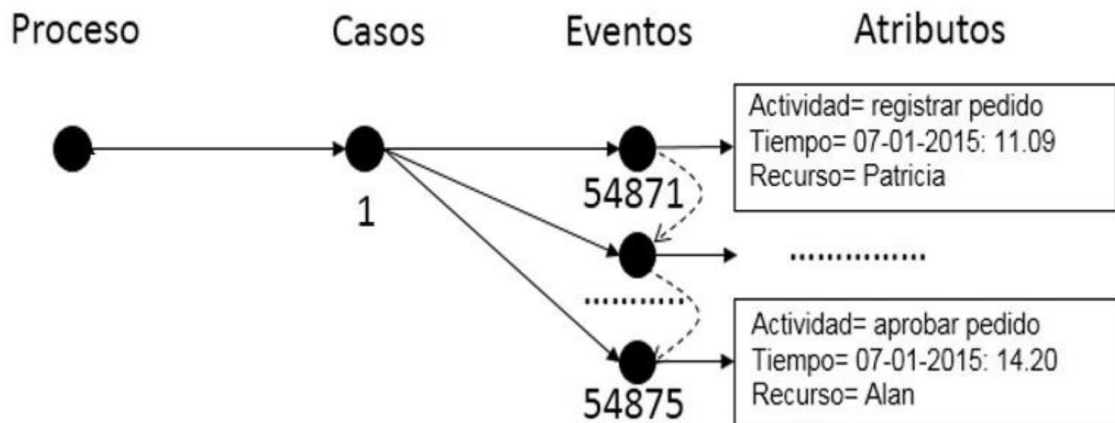 Proceso Casos Eventos Atributos
Actividad= registrar pedido
Tiempo= 07-01-2015: 11.09
Recurso= Patricia
54871
1
...............
...........
Actividad= aprobar pedido
Tiempo= 07-01-2015: 14.20
Recurso= Alan
54875